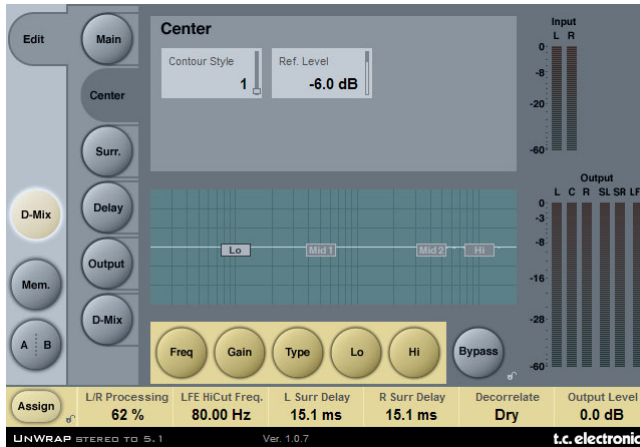 Edit
Main
Center
Surr.
Delay
Output
D-Mix
D-Mix
Mem.
A B
Center
Contour Style
1
Ref. Level
-6.0 dB
Lo
Mid 1
Mid 2
Hi
Freq
Gain
Type
Lo
Hi
Bypass
Input
L R
0
-8
-20
-60
Output
L C R SL SR LF
0
-3
-8
-16
-28
-60
Assign
L/R Processing
62 %
LFE HiCut Freq.
80.00 Hz
L Surr Delay
15.1 ms
R Surr Delay
15.1 ms
Decorrelate
Dry
Output Level
0.0 dB
UNWRAP STEREO TO 5.1
Ver. 1.0.7
t.c. electronic